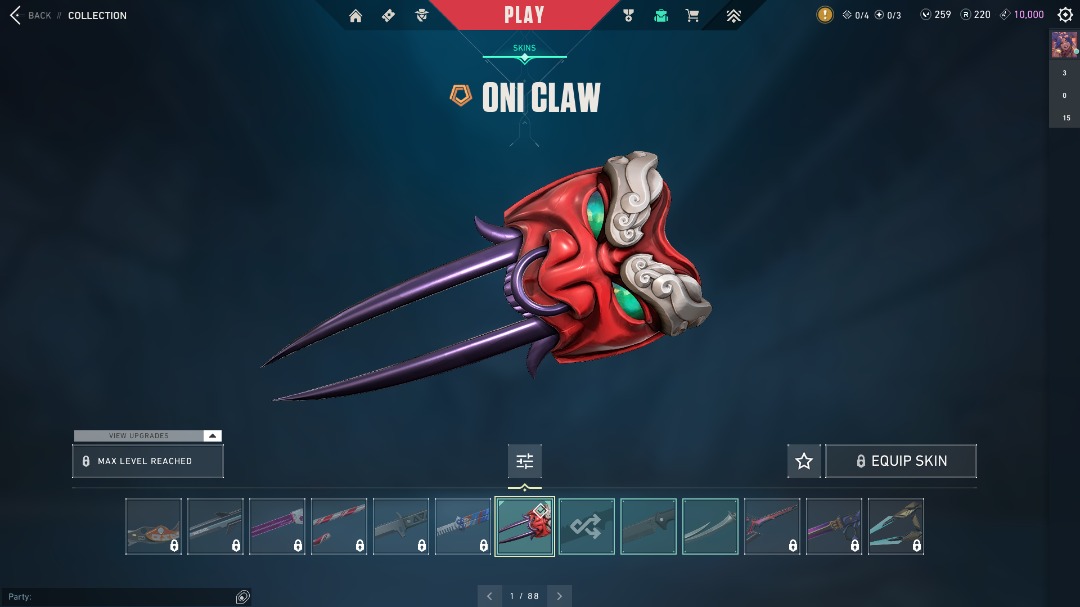 BACK // COLLECTION
PLAY
0/4 0/3 259 220 10,000
SKINS
ONI CLAW
3
0
15
VIEW UPGRADES
MAX LEVEL REACHED
EQUIP SKIN
Party:
1 / 88